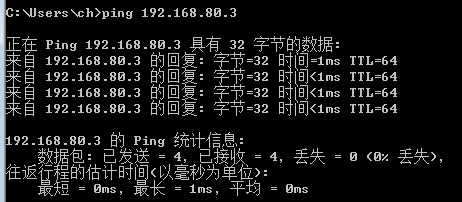 C:\Users\ch>ping 192.168.80.3
正在 Ping 192.168.80.3 具有 32 字节的数据:
来自 192.168.80.3 的回复: 字节=32 时间=1ms TTL=64
来自 192.168.80.3 的回复: 字节=32 时间<1ms TTL=64
来自 192.168.80.3 的回复: 字节=32 时间<1ms TTL=64
来自 192.168.80.3 的回复: 字节=32 时间<1ms TTL=64
192.168.80.3 的 Ping 统计信息:
数据包: 已发送 = 4, 已接收 = 4, 丢失 = 0 (0% 丢失),
往返行程的估计时间(以毫秒为单位):
最短 = 0ms, 最长 = 1ms, 平均 = 0ms